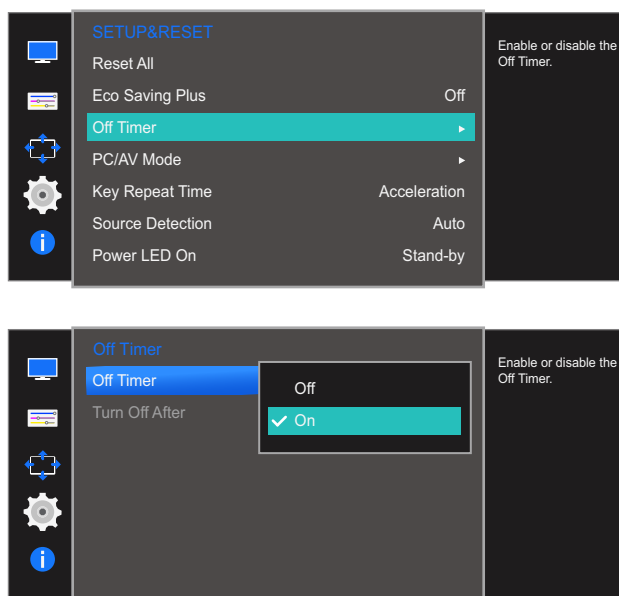 SETUP&RESET
Enable or disable the
Off Timer.
Reset All
Eco Saving Plus Off
Off Timer
PC/AV Mode
Key Repeat Time Acceleration
Source Detection Auto
Power LED On Stand-by
Off Timer
Enable or disable the
Off Timer.
Off Timer Off
Turn Off After On